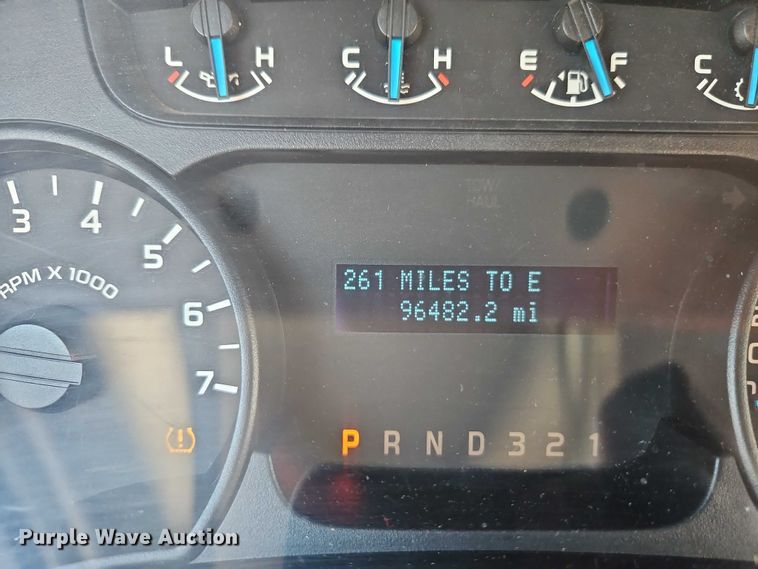 L H C H E F C
TOW/
HAUL
3 4 5 6 7
RPM X 1000
261 MILES TO E
96482.2 mi
P R N D 3 2 1
Purple Wave Auction